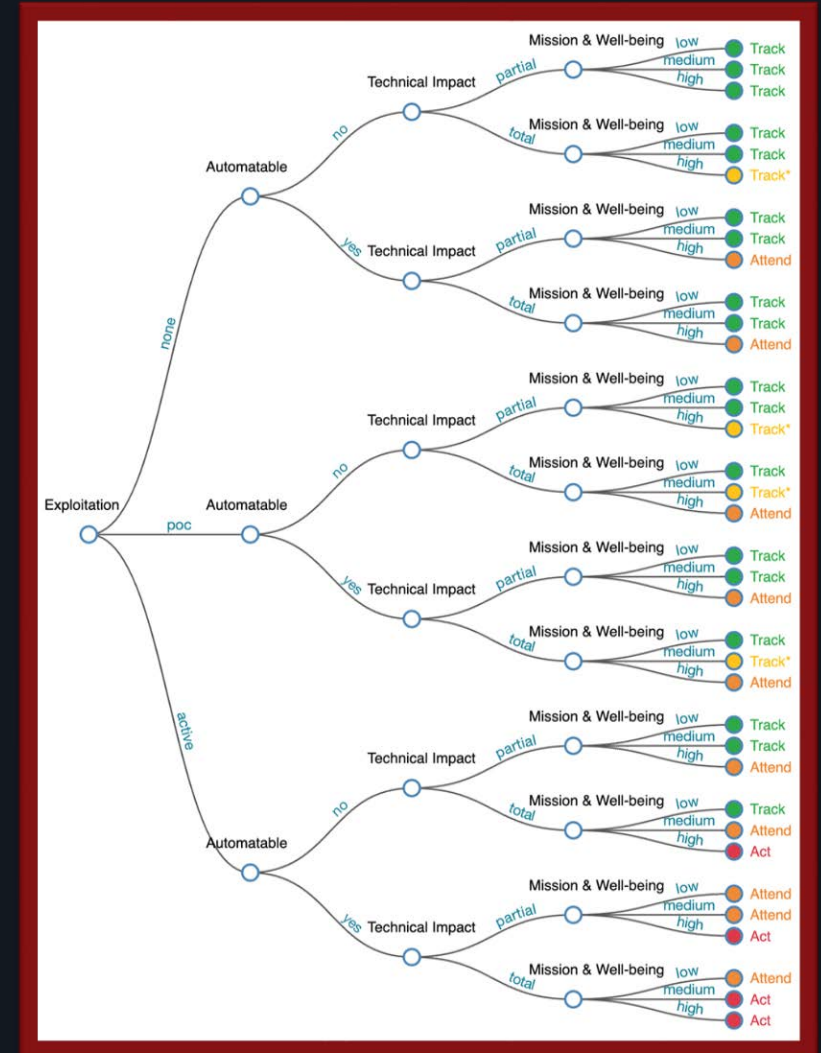 Mission & Well-being low Track
medium Track
partial high Track
Technical Impact
no total Mission & Well-being low Track
medium Track
high Track*
Automatable
yes Technical Impact partial Mission & Well-being low Track
medium Track
high Attend
total Mission & Well-being low Track
medium Track
high Attend
none
Mission & Well-being low Track
medium Track
partial high Track*
Technical Impact
no total Mission & Well-being low Track
medium Track*
high Attend
Exploitation poc Automatable
yes Technical Impact partial Mission & Well-being low Track
medium Track
high Attend
total Mission & Well-being low Track
medium Track*
high Attend
active
Mission & Well-being low Track
medium Track
partial high Attend
Technical Impact
no total Mission & Well-being low Track
medium Attend
high Act
Automatable
yes Technical Impact partial Mission & Well-being low Attend
medium Attend
high Act
total Mission & Well-being low Attend
medium Act
high Act